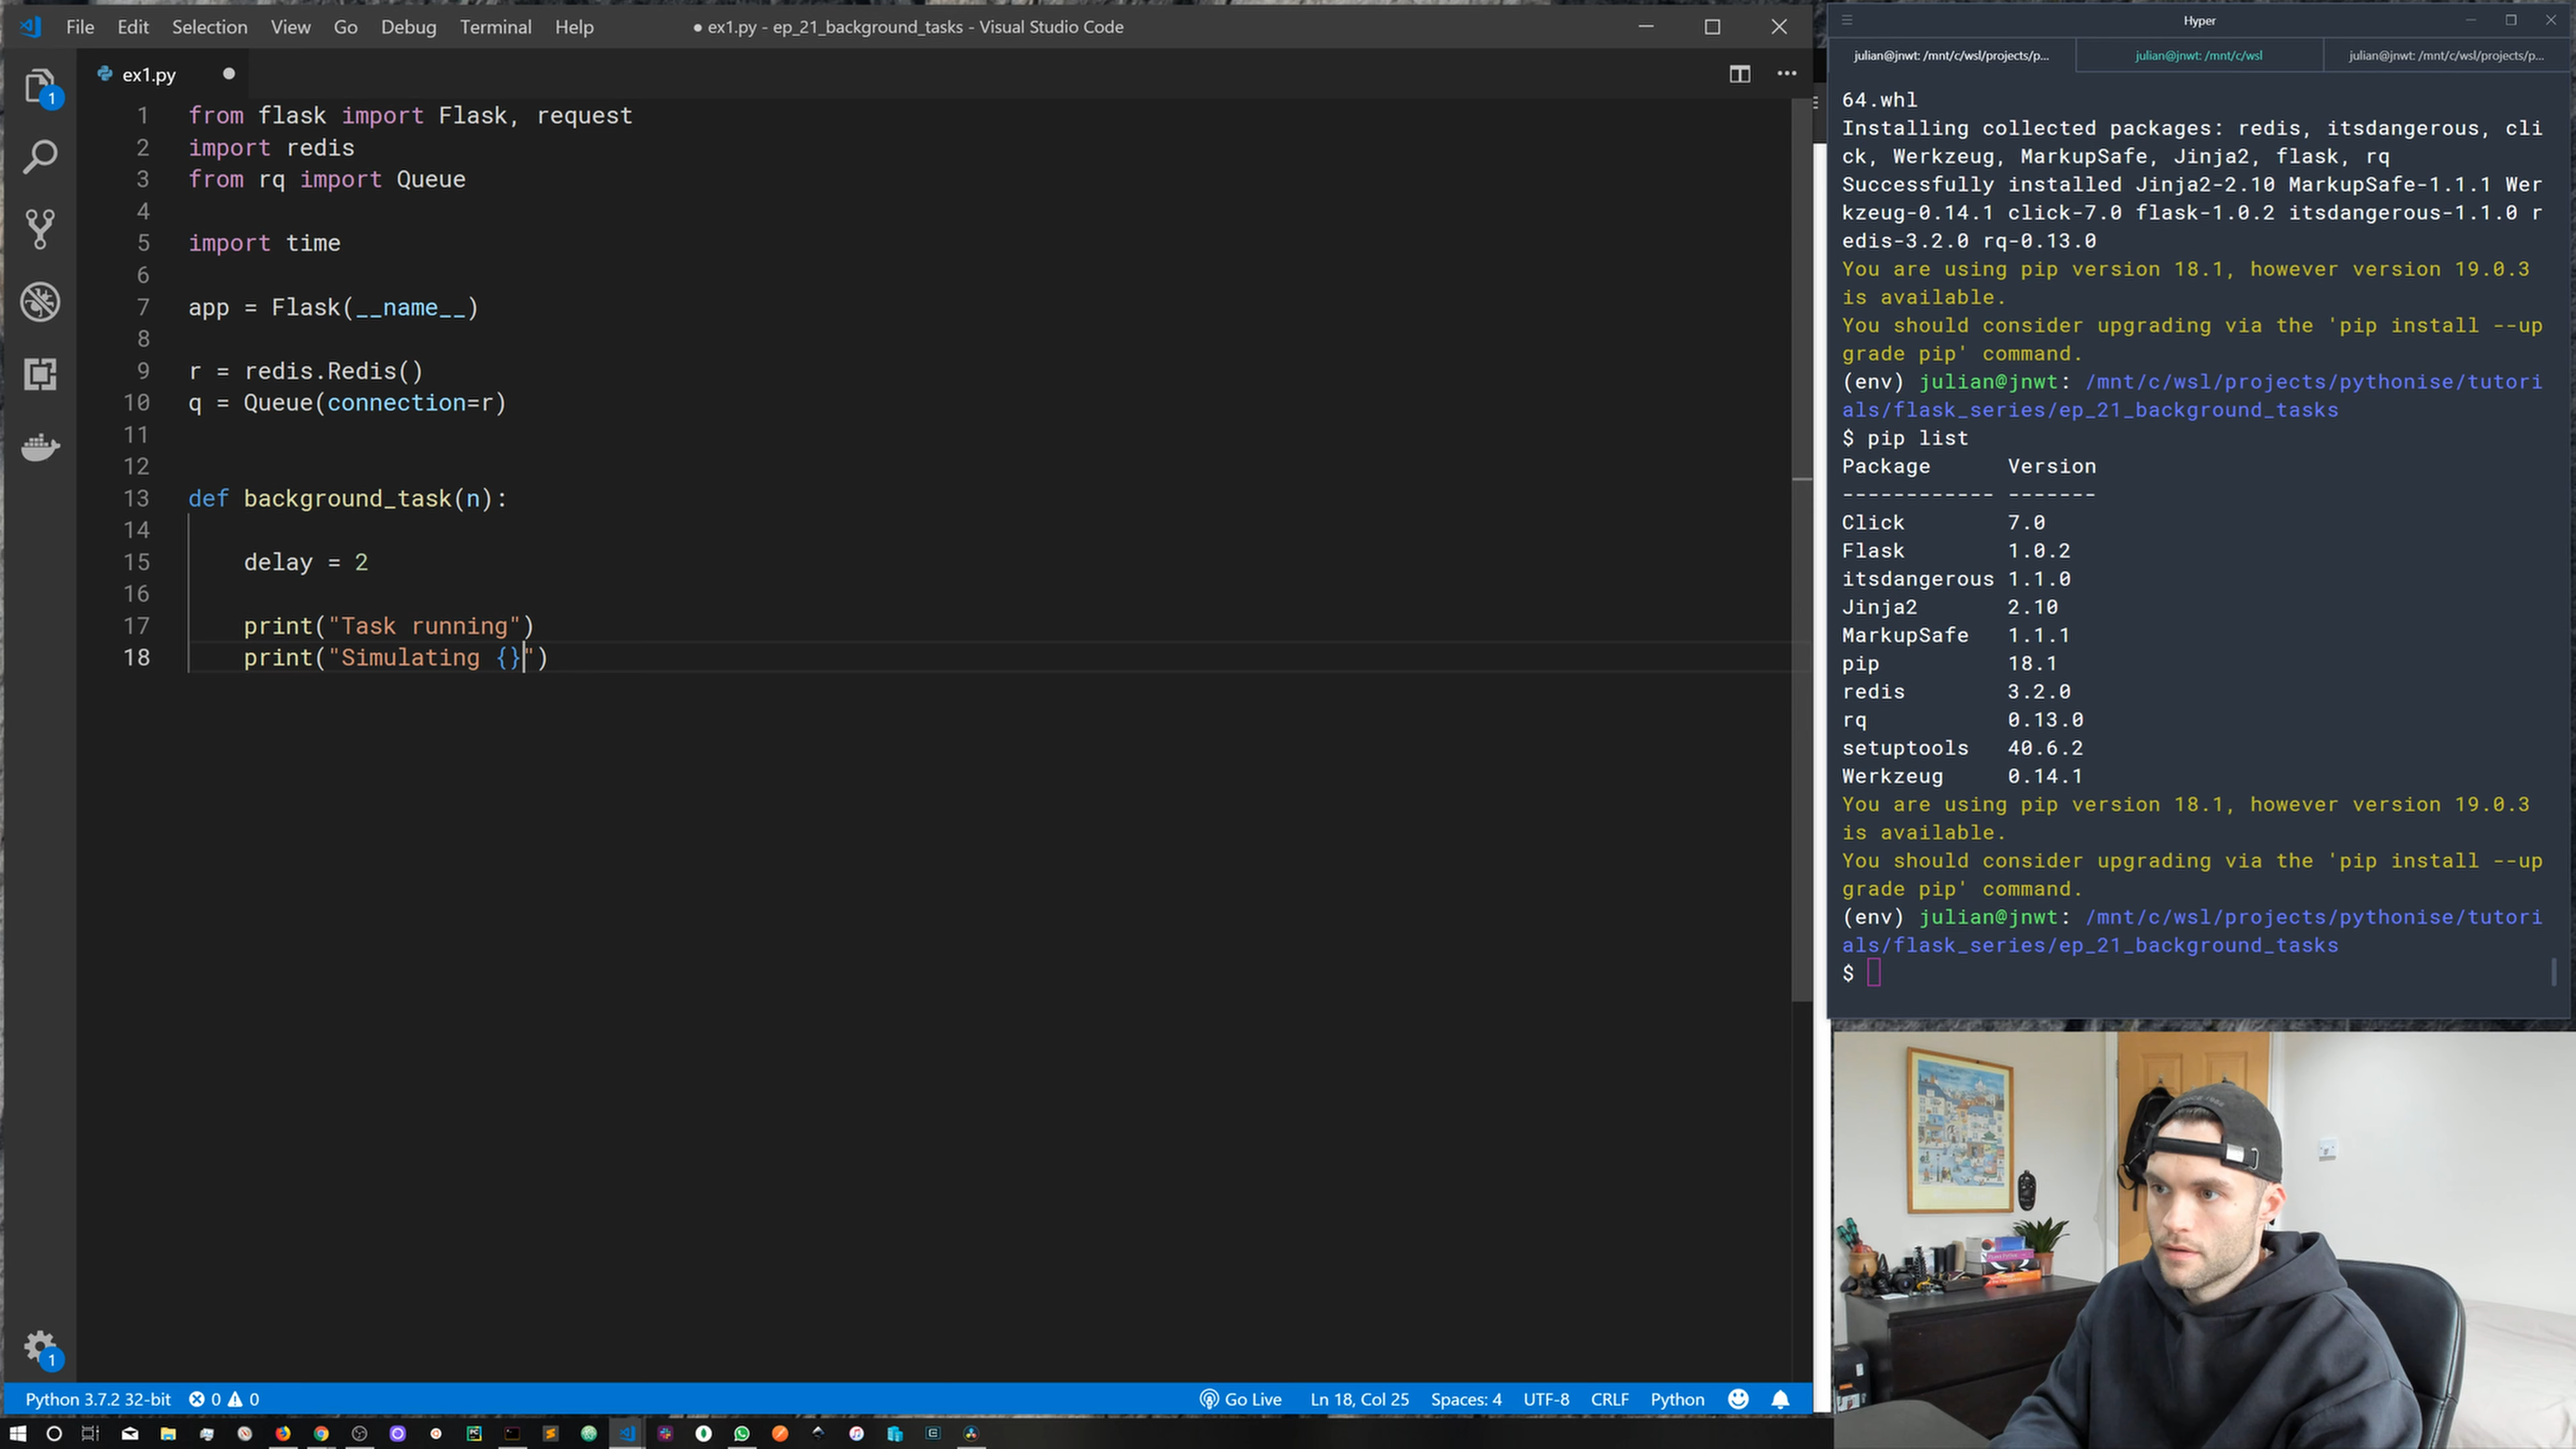 File Edit Selection View Go Debug Terminal Help
● ex1.py - ep_21_background_tasks - Visual Studio Code
ex1.py
1 from flask import Flask, request
2 import redis
3 from rq import Queue
4
5 import time
6
7 app = Flask(__name__)
8
9 r = redis.Redis()
10 q = Queue(connection=r)
11
12
13 def background_task(n):
14
15 delay = 2
16
17 print("Task running")
18 print("Simulating {}")
1
1
Python 3.7.2 32-bit 0 0 Go Live Ln 18, Col 25 Spaces: 4 UTF-8 CRLF Python
Hyper
julian@jnwt: /mnt/c/wsl/projects/p... julian@jnwt: /mnt/c/wsl julian@jnwt: /mnt/c/wsl/projects/p...
64.whl
Installing collected packages: redis, itsdangerous, cli
ck, Werkzeug, MarkupSafe, Jinja2, flask, rq
Successfully installed Jinja2-2.10 MarkupSafe-1.1.1 Wer
kzeug-0.14.1 click-7.0 flask-1.0.2 itsdangerous-1.1.0 r
edis-3.2.0 rq-0.13.0
You are using pip version 18.1, however version 19.0.3
is available.
You should consider upgrading via the 'pip install --up
grade pip' command.
(env) julian@jnwt: /mnt/c/wsl/projects/pythonise/tutori
als/flask_series/ep_21_background_tasks
$ pip list
Package Version
------------ -------
Click 7.0
Flask 1.0.2
itsdangerous 1.1.0
Jinja2 2.10
MarkupSafe 1.1.1
pip 18.1
redis 3.2.0
rq 0.13.0
setuptools 40.6.2
Werkzeug 0.14.1
You are using pip version 18.1, however version 19.0.3
is available.
You should consider upgrading via the 'pip install --up
grade pip' command.
(env) julian@jnwt: /mnt/c/wsl/projects/pythonise/tutori
als/flask_series/ep_21_background_tasks
$